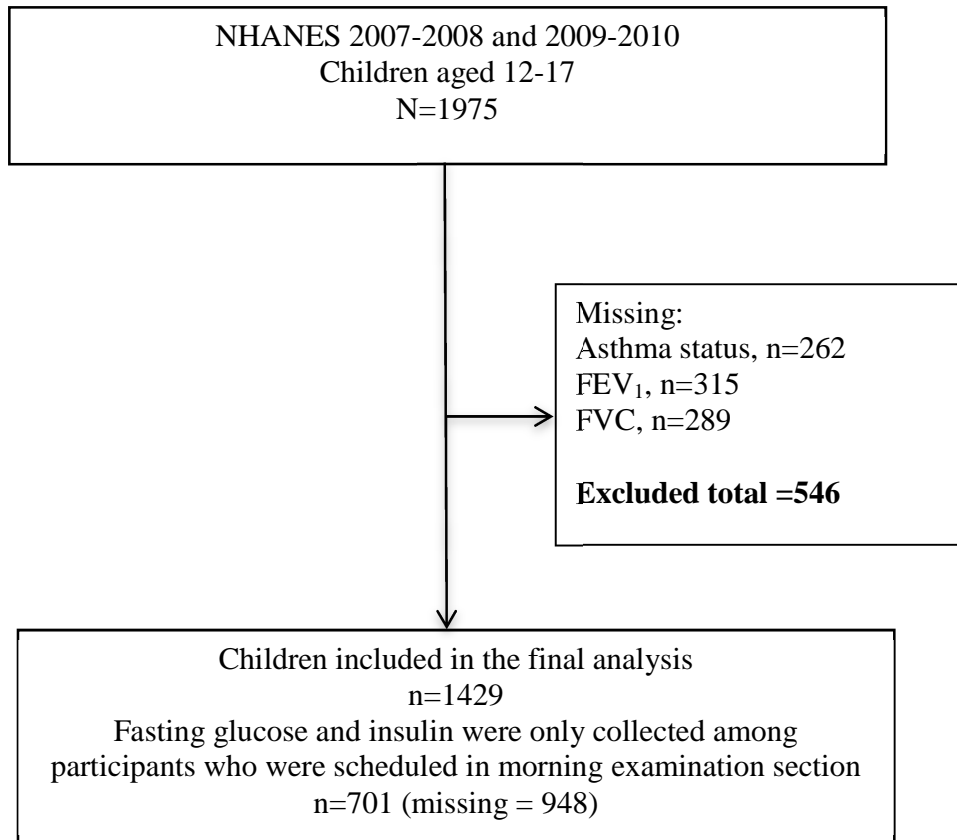 NHANES 2007-2008 and 2009-2010
Children aged 12-17
N=1975
Missing:
Asthma status, n=262
FEV₁, n=315
FVC, n=289
Excluded total =546
Children included in the final analysis
n=1429
Fasting glucose and insulin were only collected among
participants who were scheduled in morning examination section
n=701 (missing = 948)